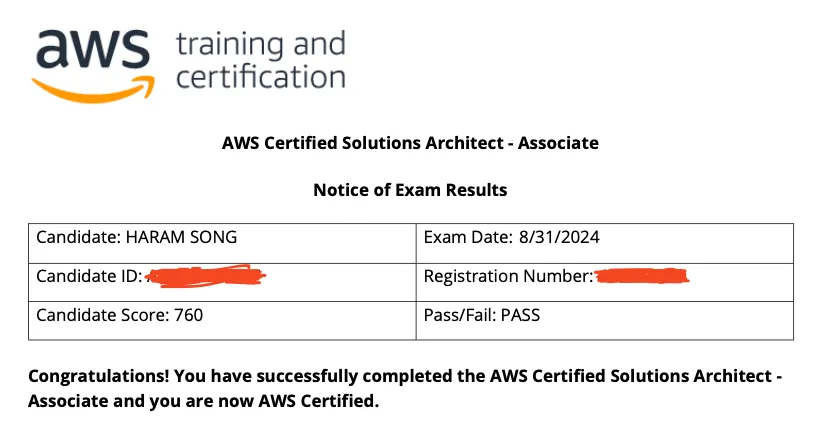 aws training and
certification
AWS Certified Solutions Architect - Associate
Notice of Exam Results
Candidate: HARAM SONG
Exam Date: 8/31/2024
Candidate ID:
Registration Number:
Candidate Score: 760
Pass/Fail: PASS
Congratulations! You have successfully completed the AWS Certified Solutions Architect -
Associate and you are now AWS Certified.